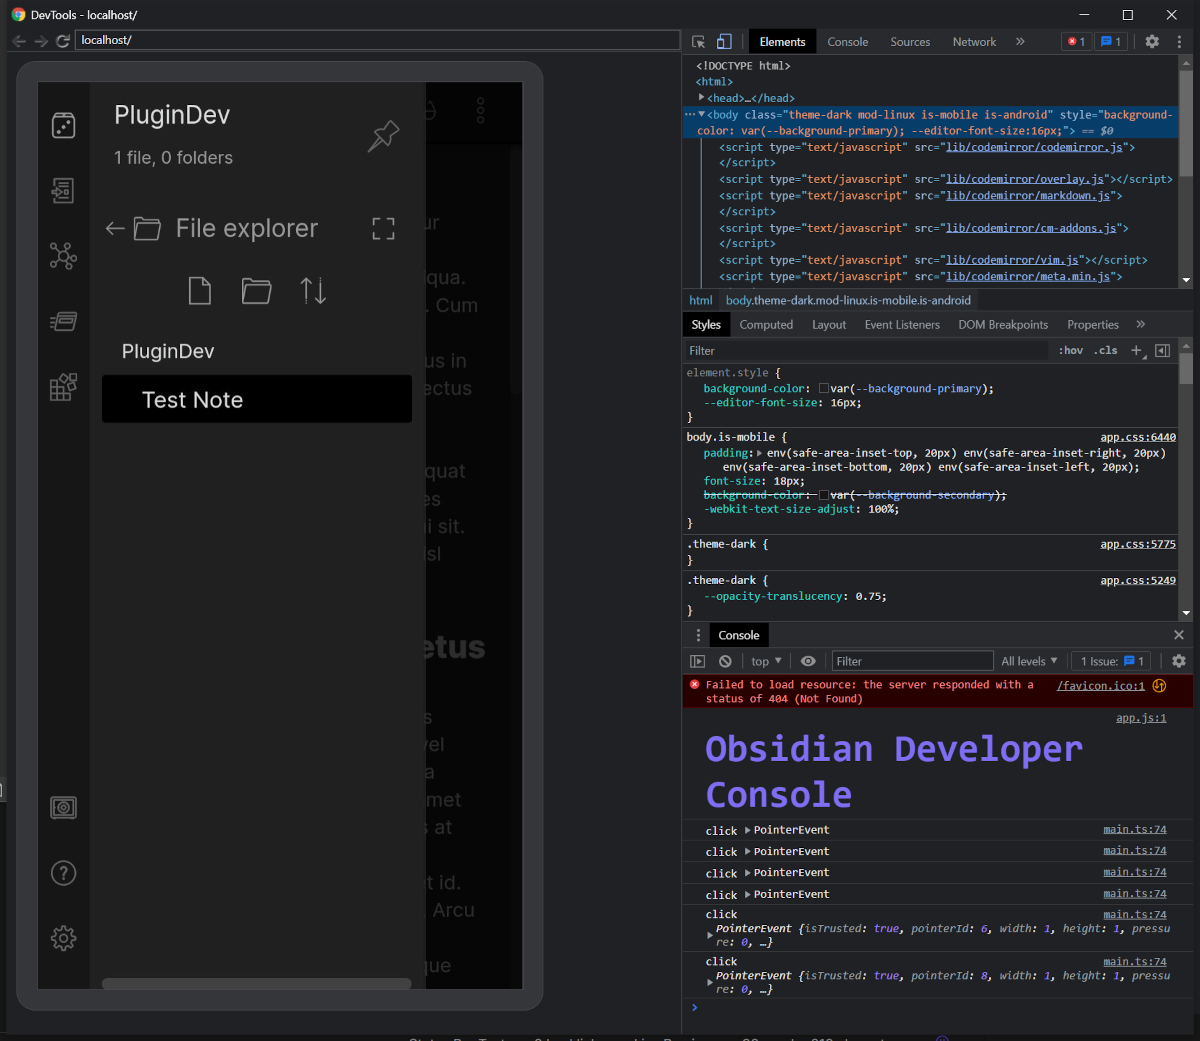 DevTools - localhost/
localhost/
PluginDev
1 file, 0 folders
File explorer
PluginDev
Test Note
ur
qua.
. Cum
us in
ectus
quat
es
i sit.
isl
etus
s
vel
a
met
s at
t id.
Arcu
que
Elements Console Sources Network » 1 1
<!DOCTYPE html>
<html>
<head>…</head>
<body class="theme-dark mod-linux is-mobile is-android" style="background-
color: var(--background-primary); --editor-font-size:16px;"> == $0
<script type="text/javascript" src="lib/codemirror/codemirror.js">
</script>
<script type="text/javascript" src="lib/codemirror/overlay.js"></script>
<script type="text/javascript" src="lib/codemirror/markdown.js">
</script>
<script type="text/javascript" src="lib/codemirror/cm-addons.js">
</script>
<script type="text/javascript" src="lib/codemirror/vim.js"></script>
<script type="text/javascript" src="lib/codemirror/meta.min.js">
html body.theme-dark.mod-linux.is-mobile.is-android
Styles Computed Layout Event Listeners DOM Breakpoints Properties »
Filter :hov .cls +
element.style {
background-color: var(--background-primary);
--editor-font-size: 16px;
}
body.is-mobile { app.css:6440
padding: env(safe-area-inset-top, 20px) env(safe-area-inset-right, 20px)
env(safe-area-inset-bottom, 20px) env(safe-area-inset-left, 20px);
font-size: 18px;
background-color: var(--background-secondary);
-webkit-text-size-adjust: 100%;
}
.theme-dark { app.css:5775
}
.theme-dark { app.css:5249
--opacity-translucency: 0.75;
}
Console
top Filter All levels 1 Issue: 1
Failed to load resource: the server responded with a /favicon.ico:1
status of 404 (Not Found)
app.js:1
Obsidian Developer
Console
click PointerEvent main.ts:74
click PointerEvent main.ts:74
click PointerEvent main.ts:74
click PointerEvent main.ts:74
click main.ts:74
PointerEvent {isTrusted: true, pointerId: 6, width: 1, height: 1, pressu
re: 0, …}
click main.ts:74
PointerEvent {isTrusted: true, pointerId: 8, width: 1, height: 1, pressu
re: 0, …}